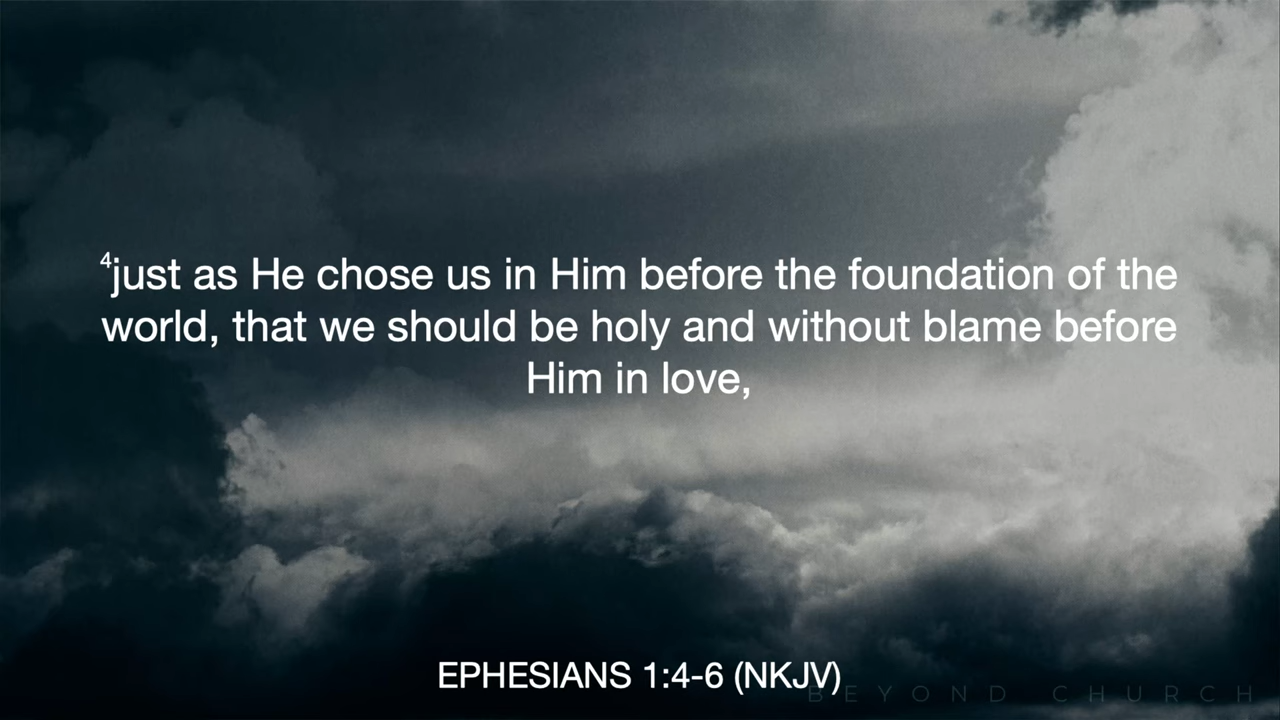 ⁴just as He chose us in Him before the foundation of the
world, that we should be holy and without blame before
Him in love,
EPHESIANS 1:4-6 (NKJV)
BEYOND CHURCH